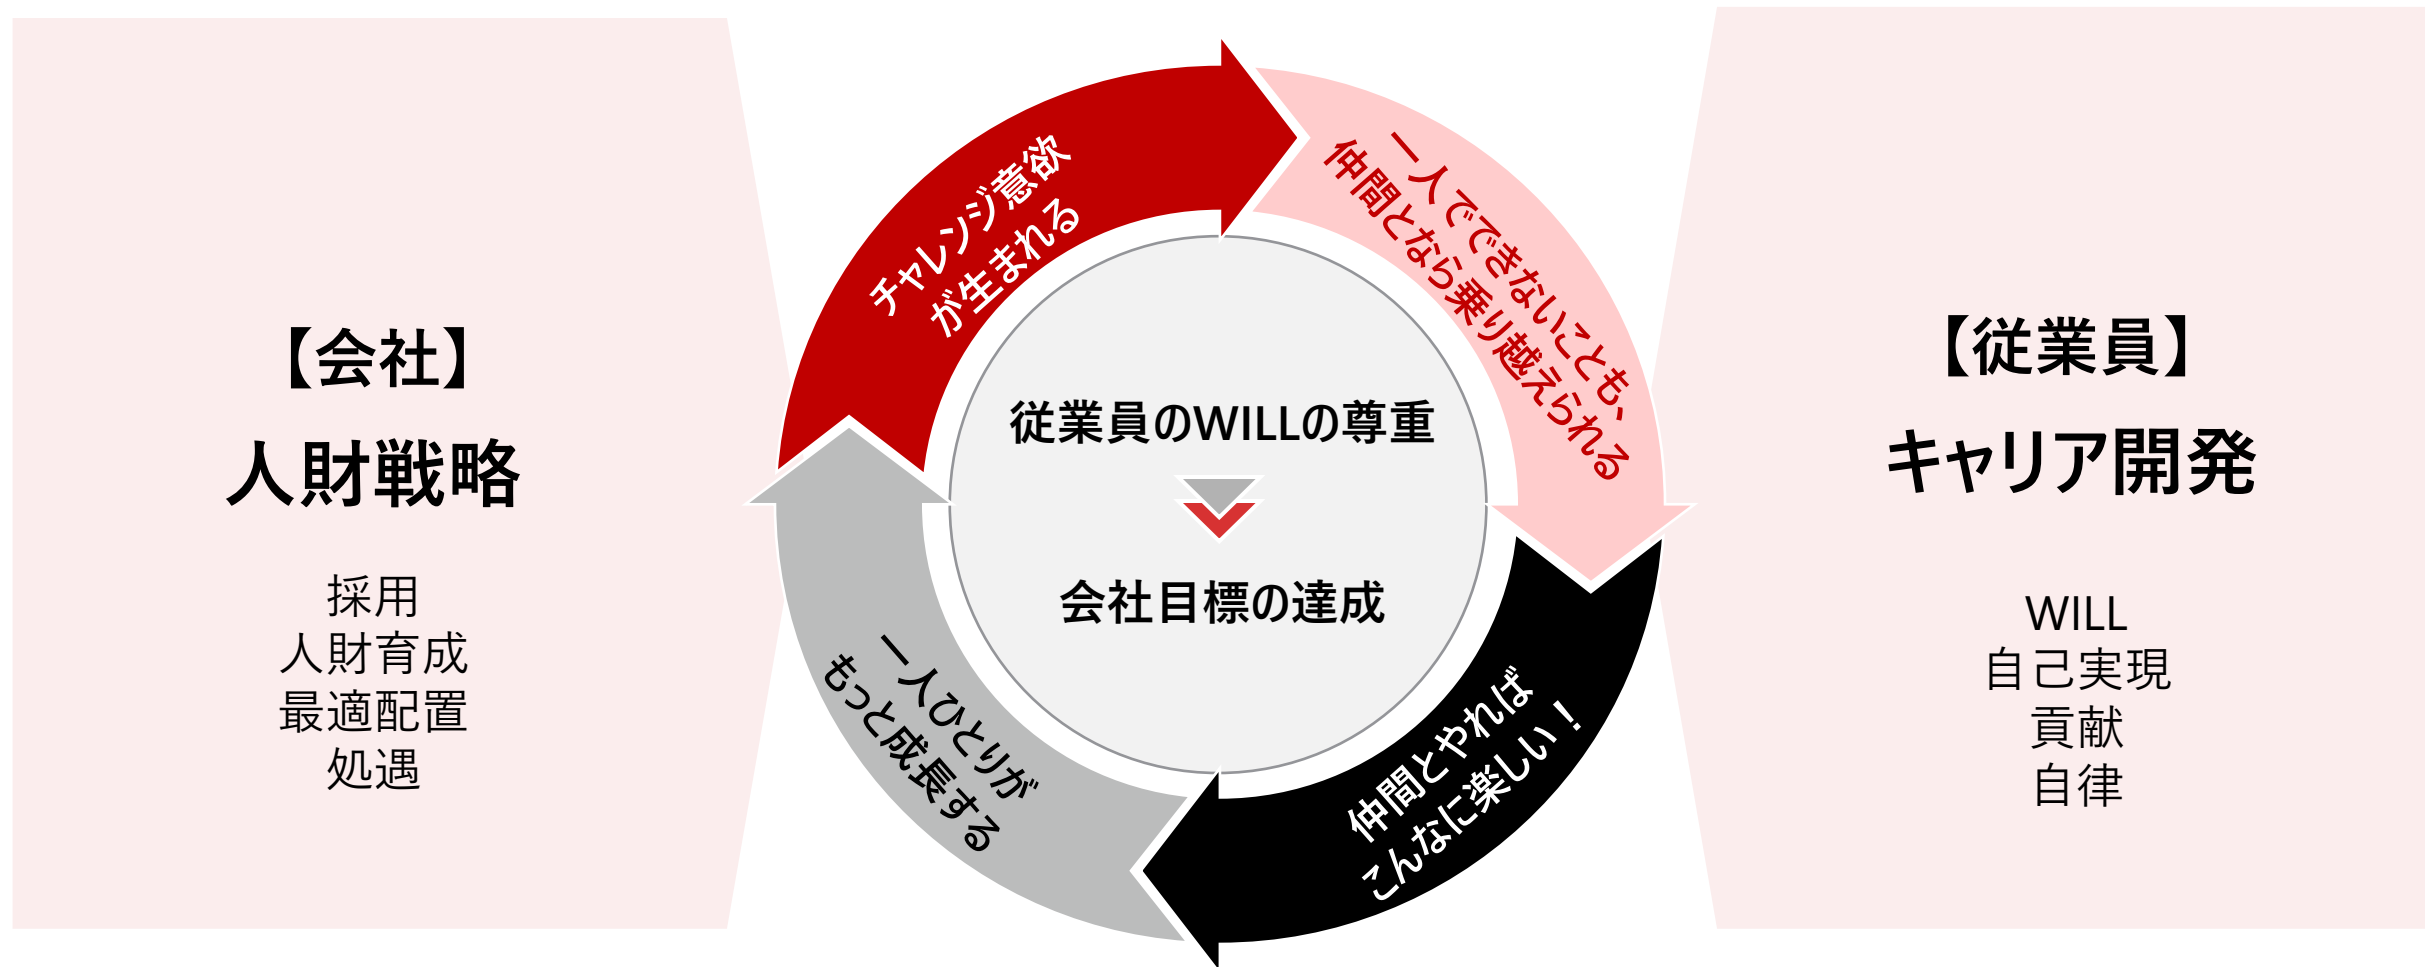 【会社】
人財戦略
採用
人財育成
最適配置
処遇
チャレンジ意欲
が生まれる
一人でできないことも、
仲間となら乗り越えられる
仲間とやれば
こんなに楽しい！
一人ひとりが
もっと成長する
従業員のWILLの尊重
会社目標の達成
【従業員】
キャリア開発
WILL
自己実現
貢献
自律